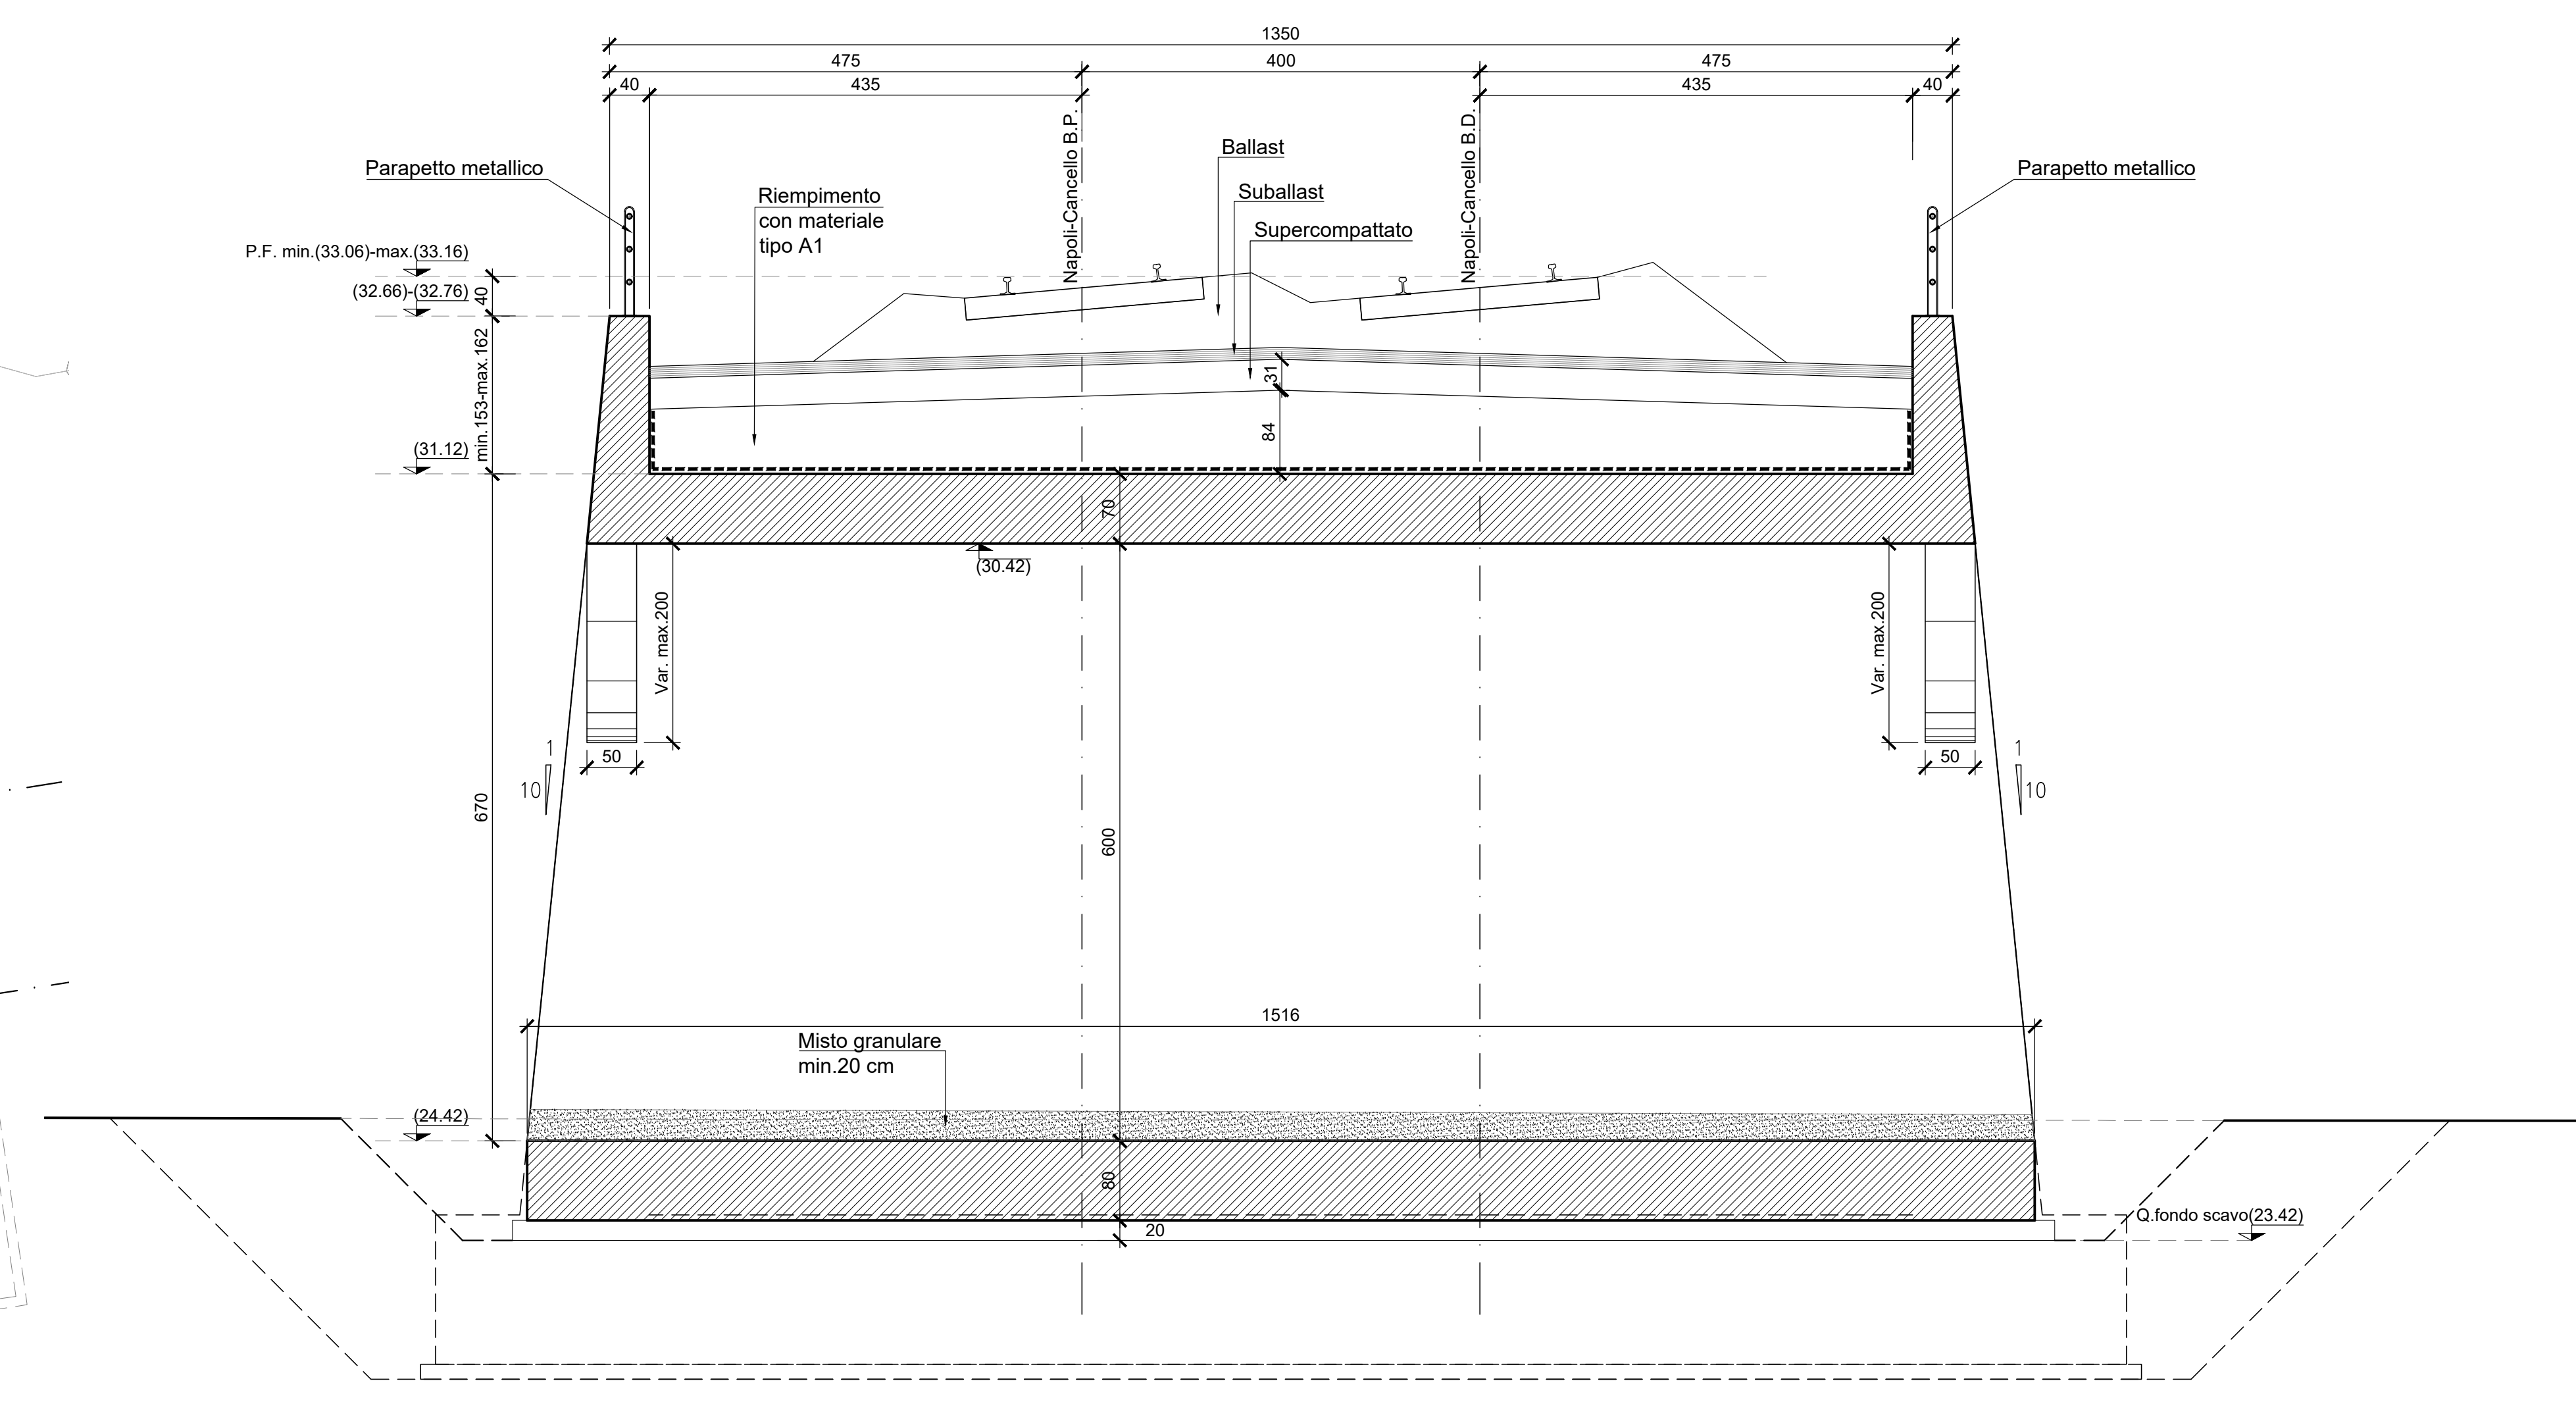 1350
475
400
475
40
435
435
40
Napoli-Cancello B.P.
Napoli-Cancello B.D.
Ballast
Parapetto metallico
Parapetto metallico
Suballast
Riempimento
con materiale
tipo A1
Supercompattato
P.F. min.(33.06)-max.(33.16)
(32.66)-(32.76)
40
min.153-max.162
31
84
(31.12)
70
(30.42)
Var. max.200
Var. max.200
50
50
1
10
1
10
670
600
1516
Misto granulare
min.20 cm
(24.42)
80
20
Q.fondo scavo(23.42)